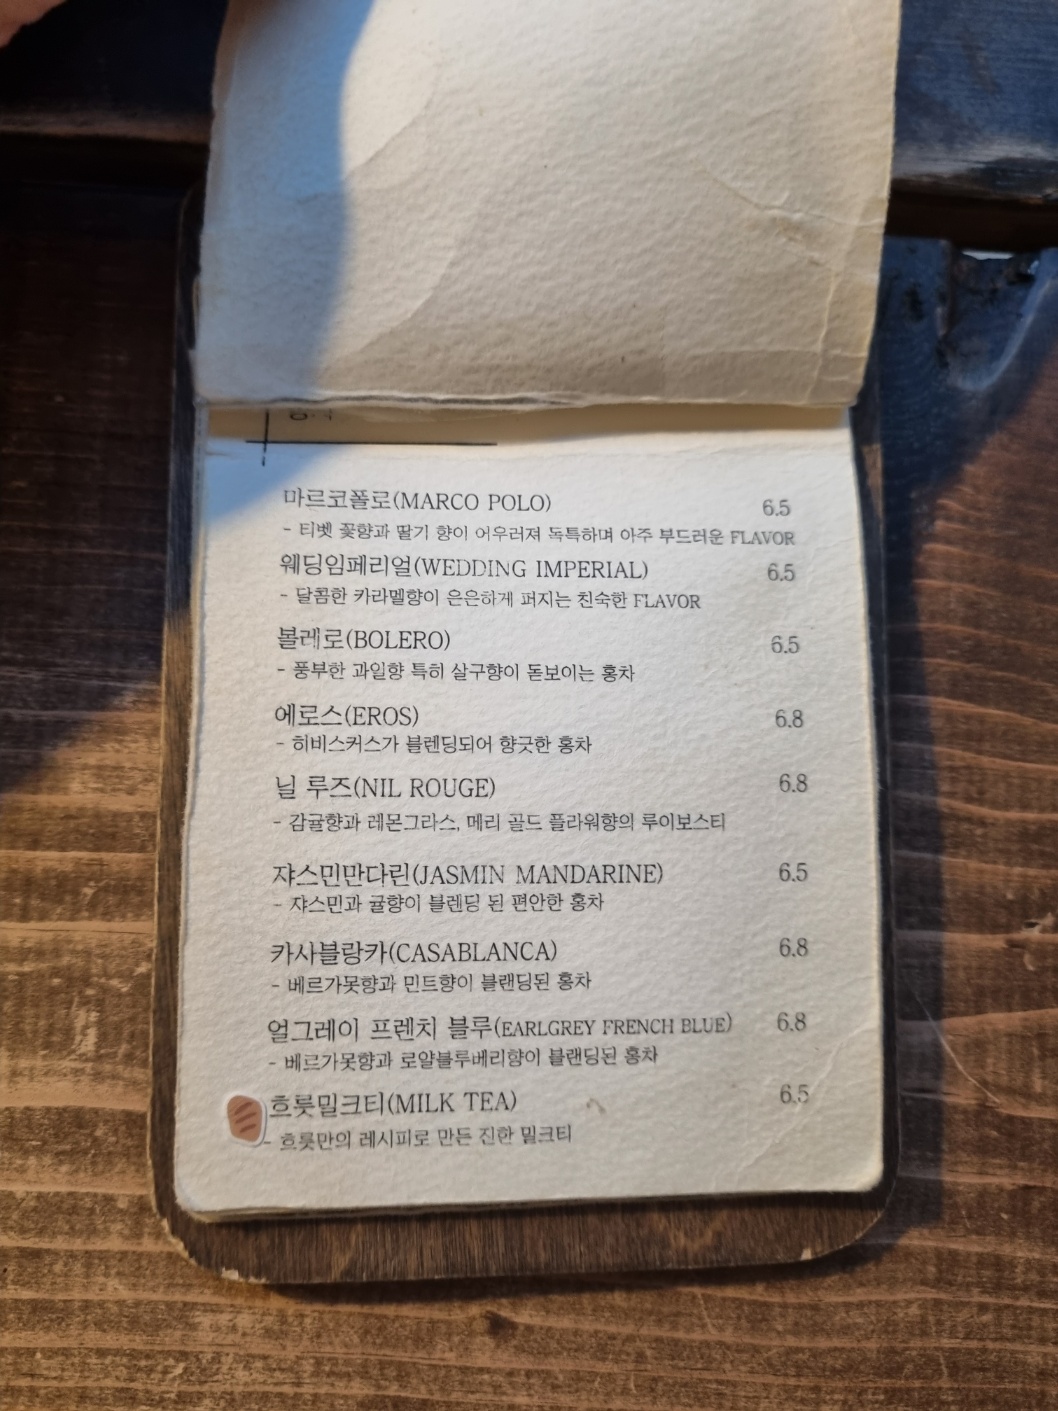 마르코폴로(MARCO POLO) 6.5
- 티벳 꽃향과 딸기 향이 어우러져 독특하며 아주 부드러운 FLAVOR
웨딩임페리얼(WEDDING IMPERIAL) 6.5
- 달콤한 카라멜향이 은은하게 퍼지는 친숙한 FLAVOR
볼레로(BOLERO) 6.5
- 풍부한 과일향 특히 살구향이 돋보이는 홍차
에로스(EROS) 6.8
- 히비스커스가 블렌딩되어 향긋한 홍차
닐 루즈(NIL ROUGE) 6.8
- 감귤향과 레몬그라스, 메리 골드 플라워향의 루이보스티
쟈스민만다린(JASMIN MANDARINE) 6.5
- 쟈스민과 귤향이 블렌딩 된 편안한 홍차
카사블랑카(CASABLANCA) 6.8
- 베르가못향과 민트향이 블랜딩된 홍차
얼그레이 프렌치 블루(EARLGREY FRENCH BLUE) 6.8
- 베르가못향과 로얄블루베리향이 블랜딩된 홍차
흐릇밀크티(MILK TEA) 6.5
- 흐릇만의 레시피로 만든 진한 밀크티